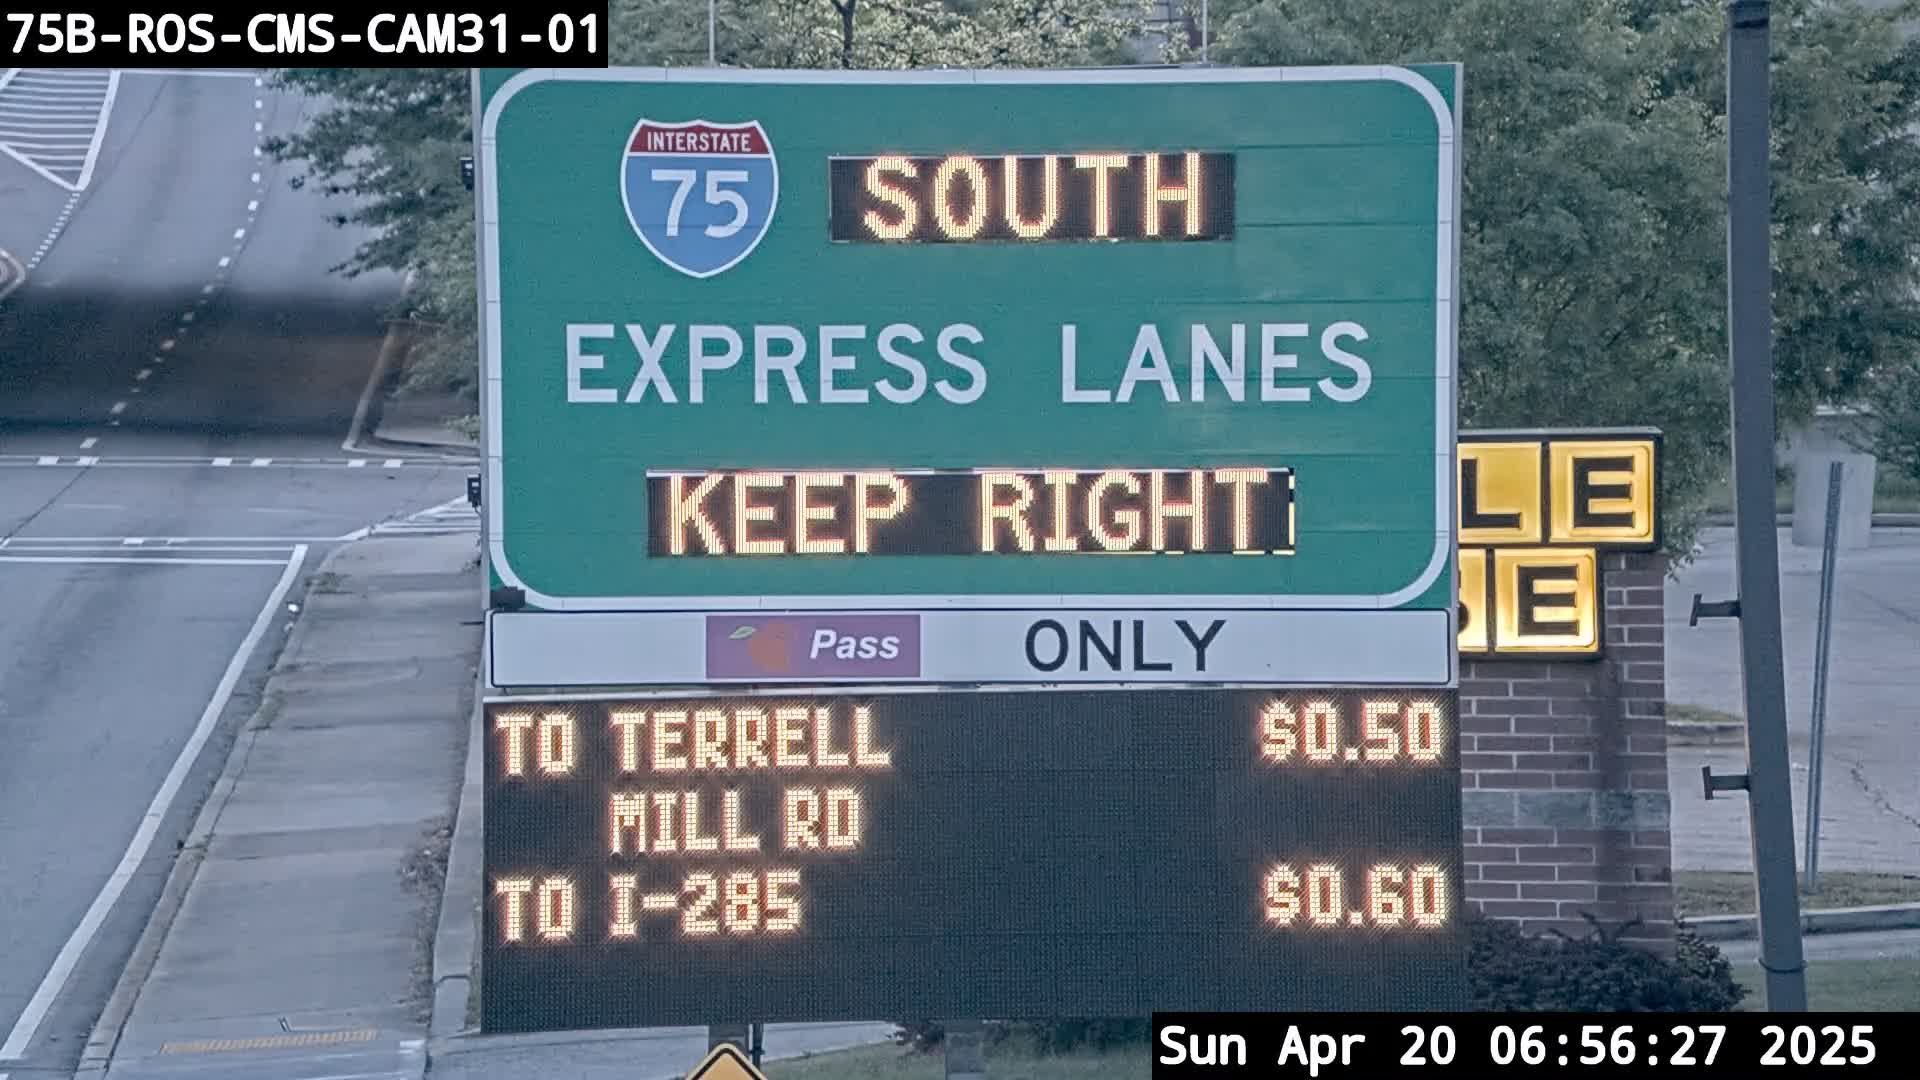 75B-ROS-CMS-CAM31-01
INTERSTATE
75
SOUTH
EXPRESS LANES
KEEP RIGHT
Pass ONLY
TO TERRELL $0.50
MILL RD
TO I-285 $0.60
LE
E
Sun Apr 20 06:56:27 2025